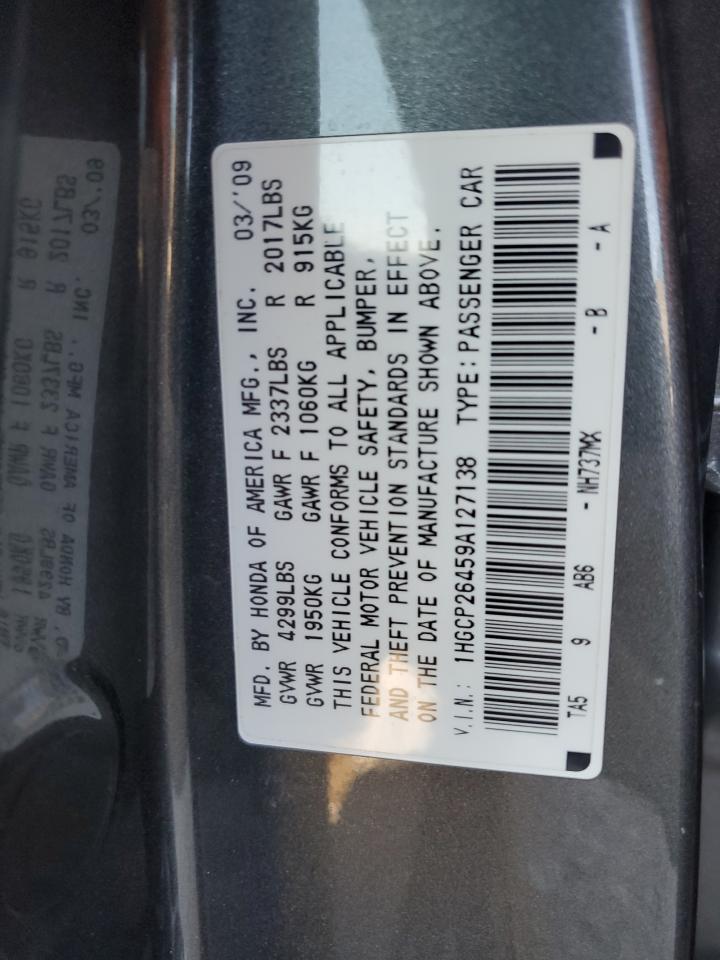 MFD. BY HONDA OF AMERICA MFG., INC. 03/'09
GVWR 4299LBS GAWR F 2337LBS R 2017LBS
GVWR 1950KG GAWR F 1060KG R 915KG
THIS VEHICLE CONFORMS TO ALL APPLICABLE
FEDERAL MOTOR VEHICLE SAFETY, BUMPER,
AND THEFT PREVENTION STANDARDS IN EFFECT
ON THE DATE OF MANUFACTURE SHOWN ABOVE.
V.I.N.: 1HGCP26459A127138 TYPE: PASSENGER CAR
TA5 9 AB6 - NH737MX - B - A